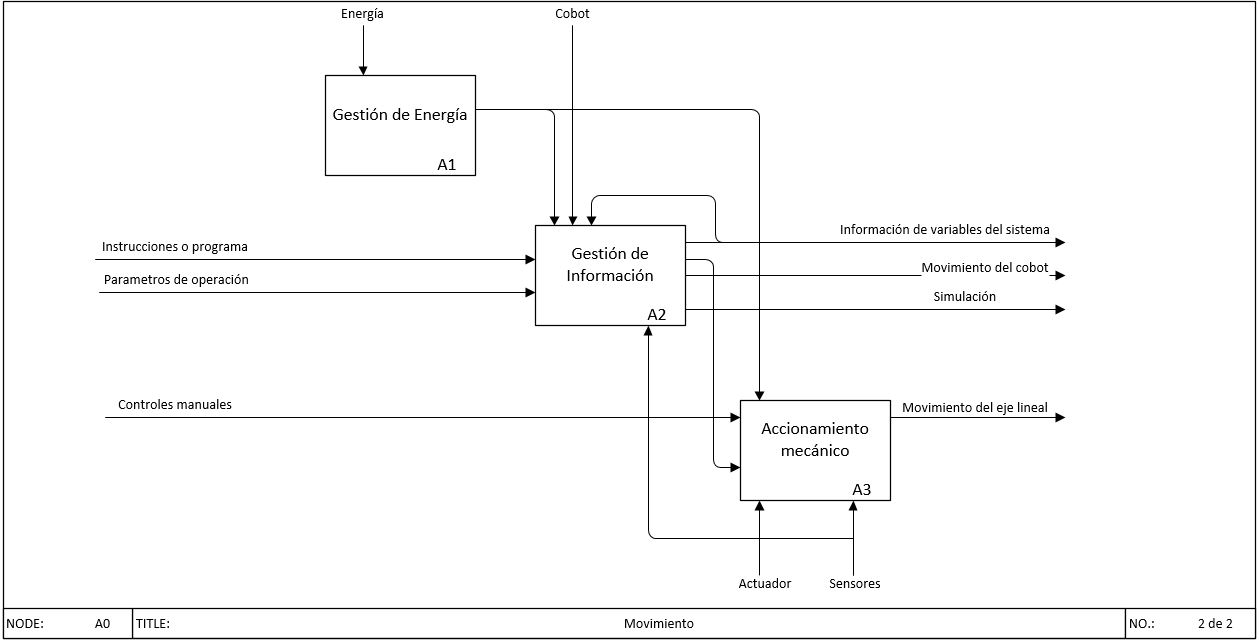 Energía
Cobot
Gestión de Energía
A1
Instrucciones o programa
Parametros de operación
Gestión de
Información
A2
Información de variables del sistema
Movimiento del cobot
Simulación
Controles manuales
Accionamiento
mecánico
A3
Movimiento del eje lineal
Actuador
Sensores
NODE: A0
TITLE: Movimiento
NO.: 2 de 2